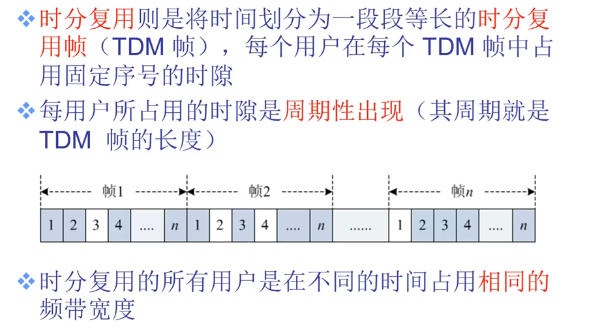 时分复用则是将时间划分为一段段等长的时分复
用帧(TDM 帧),每个用户在每个 TDM 帧中占
用固定序号的时隙
每用户所占用的时隙是周期性出现(其周期就是
TDM 帧的长度)
帧1 帧2 帧n
1 2 3 4 .... n 1 2 3 4 .... n ...... 1 2 3 4 .... n
时分复用的所有用户是在不同的时间占用相同的
频带宽度